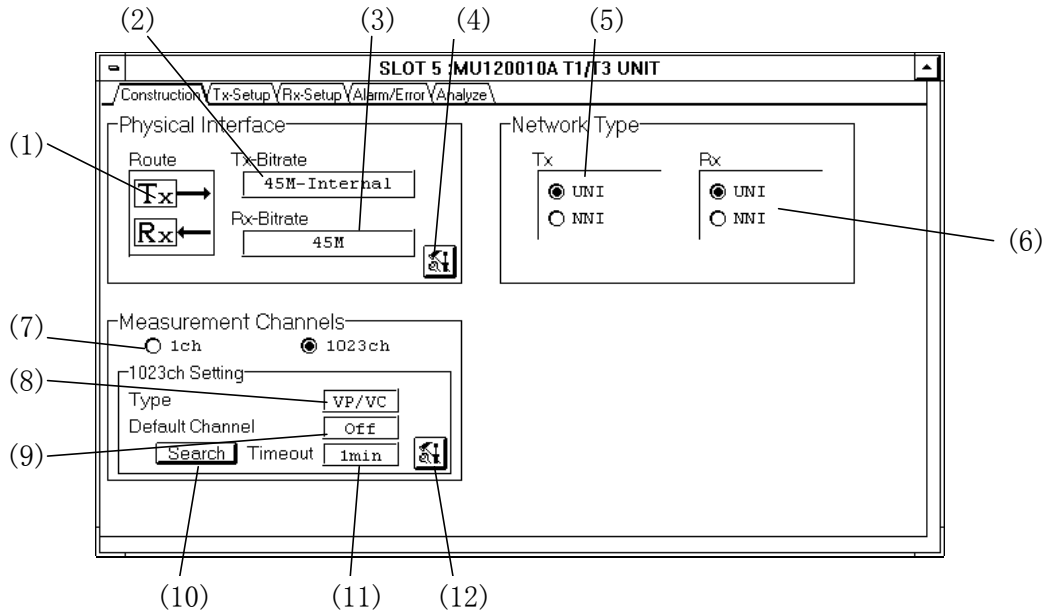 (2) (3) (4) (5)
SLOT 5 :MU120010A T1/T3 UNIT
Construction Tx-Setup Rx-Setup Alarm/Error Analyze
Physical Interface
Network Type
(1)
Route
Tx-Bitrate
Tx
45M-Internal
Rx-Bitrate
Rx
45M
Tx
Rx
UNI
UNI
NNI
NNI
(6)
(7)
Measurement Channels
1ch
1023ch
(8)
1023ch Setting
Type
VP/VC
Default Channel
Off
(9)
Search
Timeout
1min
(10) (11) (12)